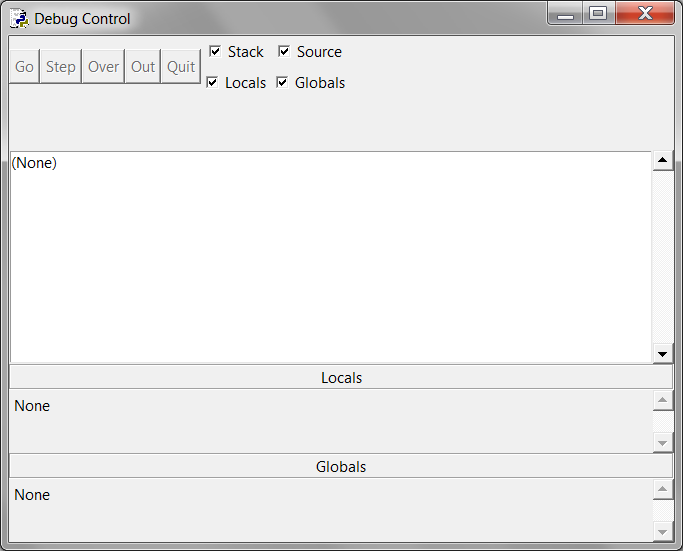 Debug Control
Go Step Over Out Quit
Stack Source
Locals Globals
(None)
Locals
None
Globals
None